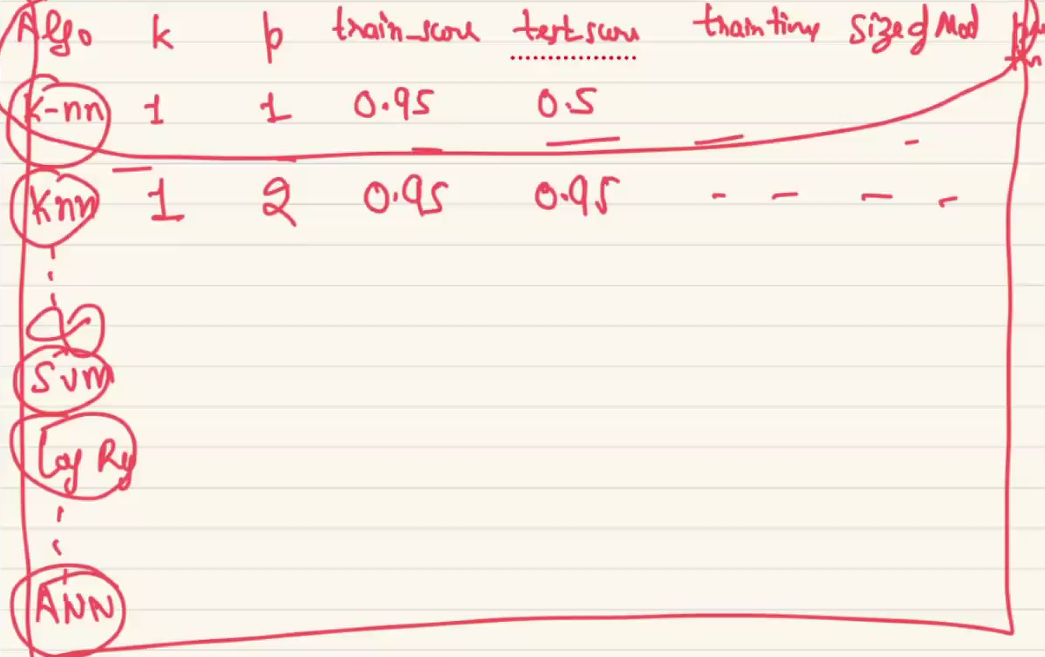 Algo k p train_score test score train time Size of Mod
K-nn 1 1 0.95 0.5
Knn 1 2 0.95 0.95 - - - -
SVM
Log Reg
ANN